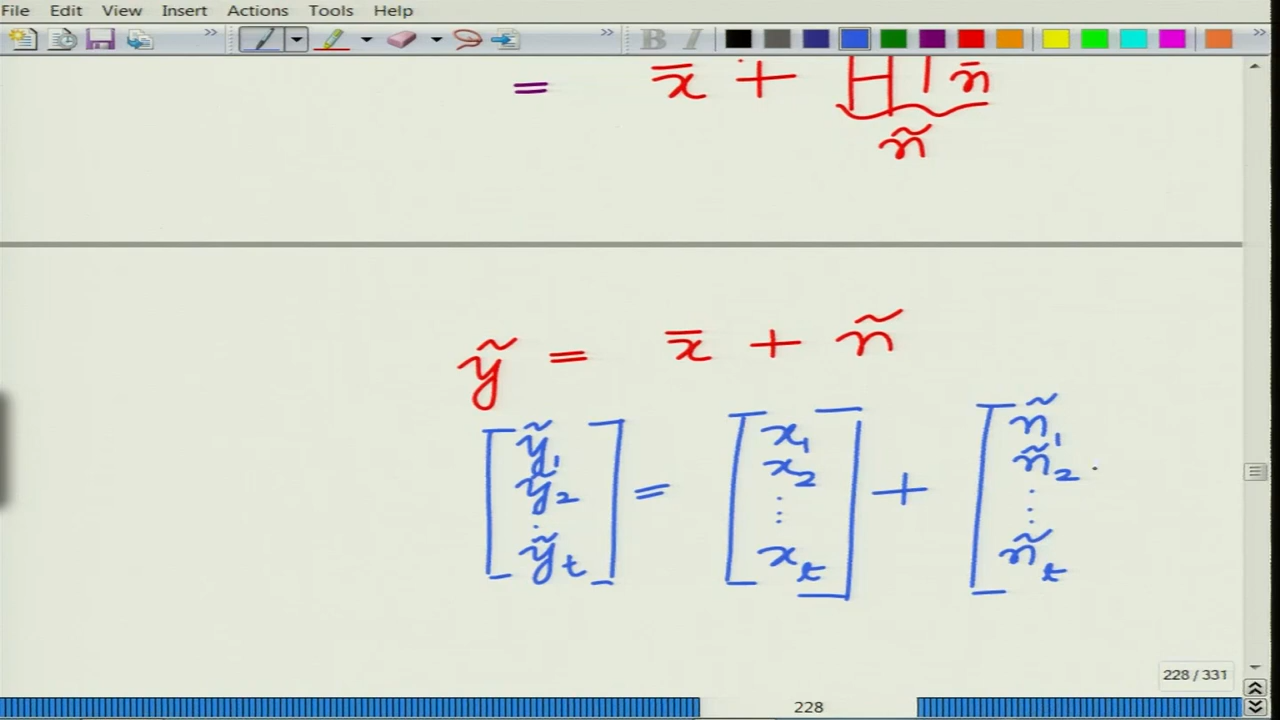 File Edit View Insert Actions Tools Help
B I
= x̄ + H n̄
ñ
ỹ = x̄ + ñ
[ỹ₁ ỹ₂ . ỹₜ] = [x₁ x₂ ⋮ xₜ] + [ñ₁ ñ₂ ⋮ ñₜ]
228 / 331
228